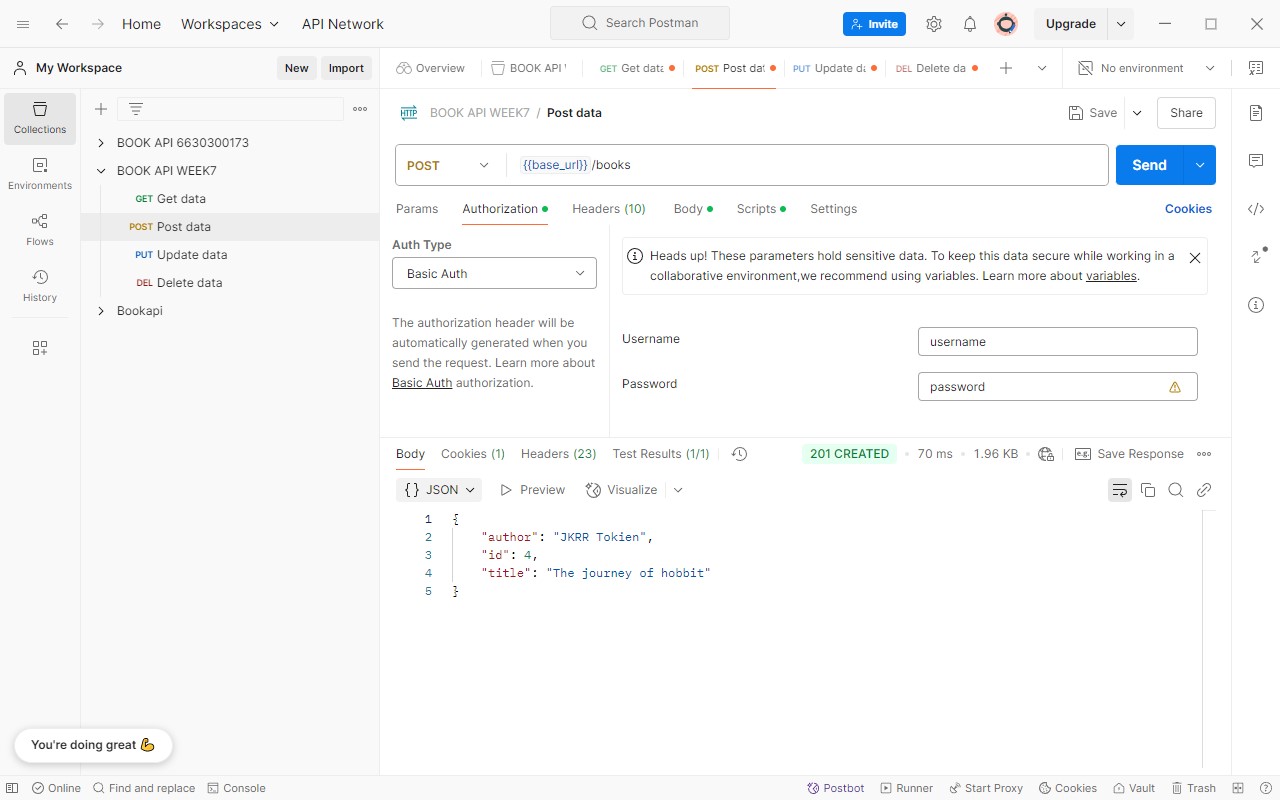 Home Workspaces API Network Search Postman Invite Upgrade
My Workspace New Import Overview BOOK API GET Get data POST Post dat PUT Update da DEL Delete da No environment
Collections
Environments
Flows
History
BOOK API 6630300173
BOOK API WEEK7
GET Get data
POST Post data
PUT Update data
DEL Delete data
Bookapi
HTTP BOOK API WEEK7 / Post data Save Share
POST {{base_url}} /books Send
Params Authorization Headers (10) Body Scripts Settings Cookies
Auth Type
Basic Auth
The authorization header will be
automatically generated when you
send the request. Learn more about
Basic Auth authorization.
Heads up! These parameters hold sensitive data. To keep this data secure while working in a
collaborative environment,we recommend using variables. Learn more about variables.
Username username
Password password
Body Cookies (1) Headers (23) Test Results (1/1) 201 CREATED 70 ms 1.96 KB e.g. Save Response
{} JSON Preview Visualize
1 {
2 "author": "JKRR Tokien",
3 "id": 4,
4 "title": "The journey of hobbit"
5 }
You're doing great 💪
Online Find and replace Console Postbot Runner Start Proxy Cookies Vault Trash